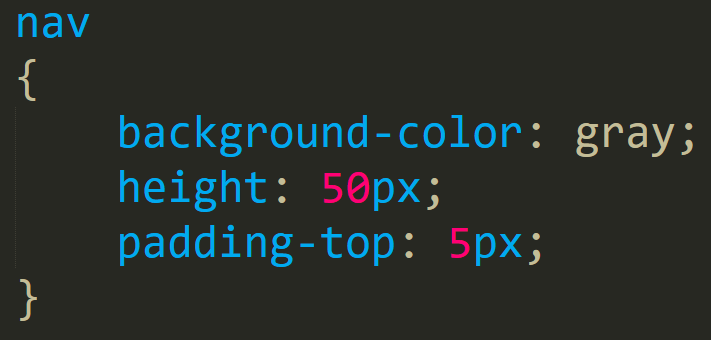 nav
{
    background-color: gray;
    height: 50px;
    padding-top: 5px;
}